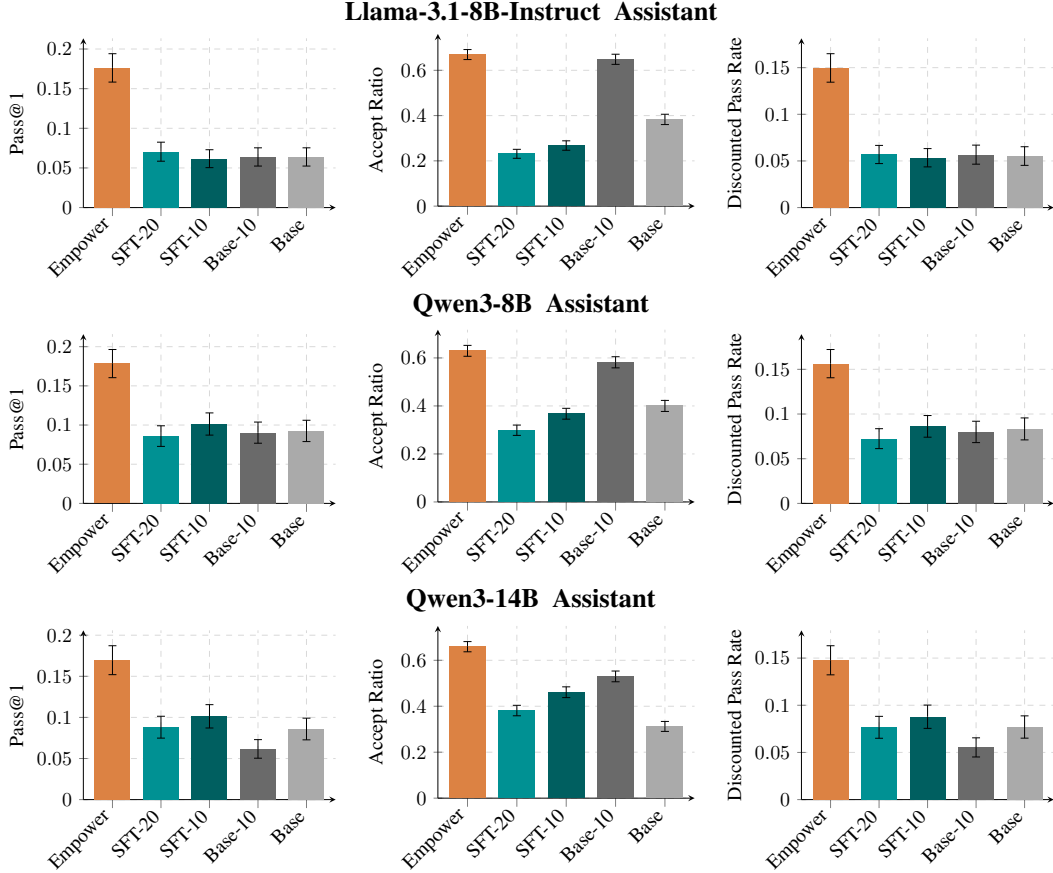 Llama-3.1-8B-Instruct Assistant
Pass@1
0.2
0.15
0.1
0.05
0
Empower
SFT-20
SFT-10
Base-10
Base
Accept Ratio
0.6
0.4
0.2
0
Empower
SFT-20
SFT-10
Base-10
Base
Discounted Pass Rate
0.15
0.1
0.05
0
Empower
SFT-20
SFT-10
Base-10
Base
Qwen3-8B Assistant
Pass@1
0.2
0.15
0.1
0.05
0
Empower
SFT-20
SFT-10
Base-10
Base
Accept Ratio
0.6
0.4
0.2
0
Empower
SFT-20
SFT-10
Base-10
Base
Discounted Pass Rate
0.15
0.1
0.05
0
Empower
SFT-20
SFT-10
Base-10
Base
Qwen3-14B Assistant
Pass@1
0.2
0.15
0.1
0.05
0
Empower
SFT-20
SFT-10
Base-10
Base
Accept Ratio
0.6
0.4
0.2
0
Empower
SFT-20
SFT-10
Base-10
Base
Discounted Pass Rate
0.15
0.1
0.05
0
Empower
SFT-20
SFT-10
Base-10
Base